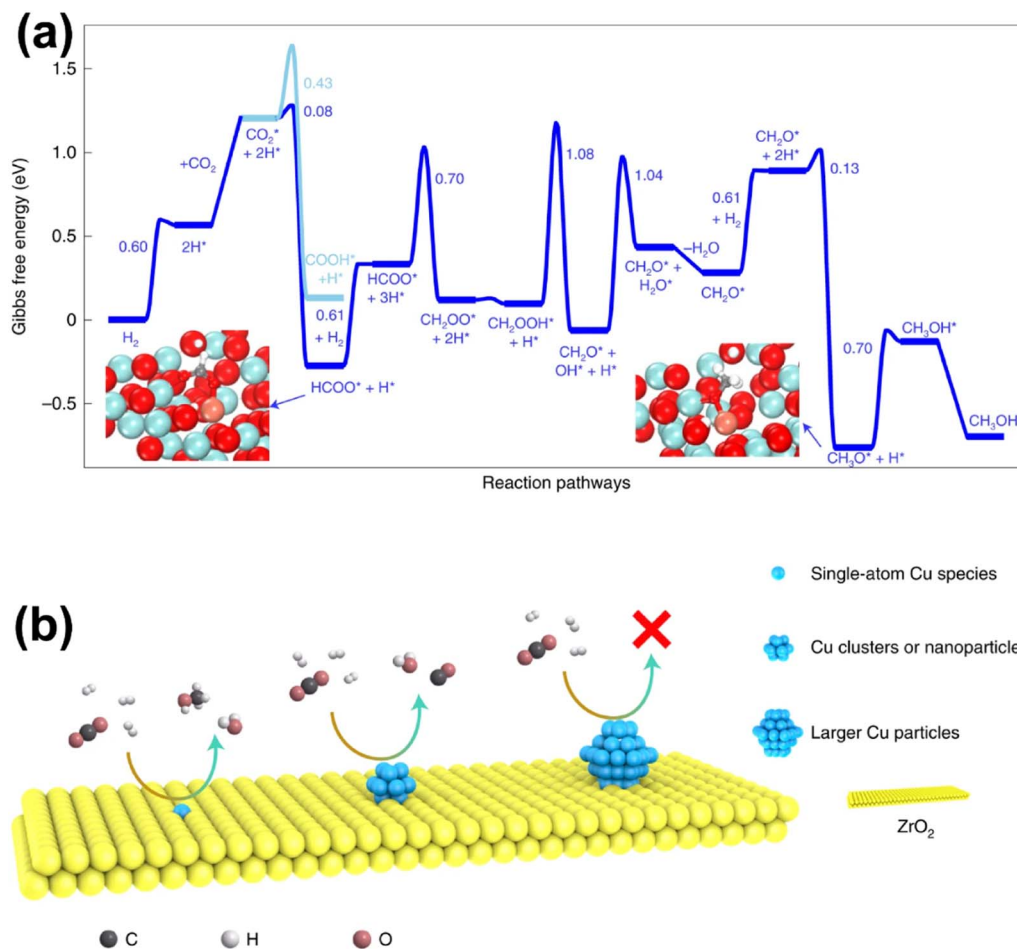 (a)
Gibbs free energy (eV)
1.5
1.0
0.5
0
−0.5
H₂
0.60
2H*
+CO₂
CO₂*
+ 2H*
0.43
0.08
COOH*
+H*
0.61
+ H₂
HCOO* + H*
HCOO*
+ 3H*
0.70
CH₂OO*
+ 2H*
CH₂OOH*
+ H*
1.08
CH₂O* +
OH* + H*
1.04
CH₂O* +
H₂O*
−H₂O
CH₂O*
0.61
+ H₂
CH₂O*
+ 2H*
0.13
CH₃O* + H*
0.70
CH₃OH*
CH₃OH
Reaction pathways
(b)
Single-atom Cu species
Cu clusters or nanoparticle
Larger Cu particles
ZrO₂
C
H
O